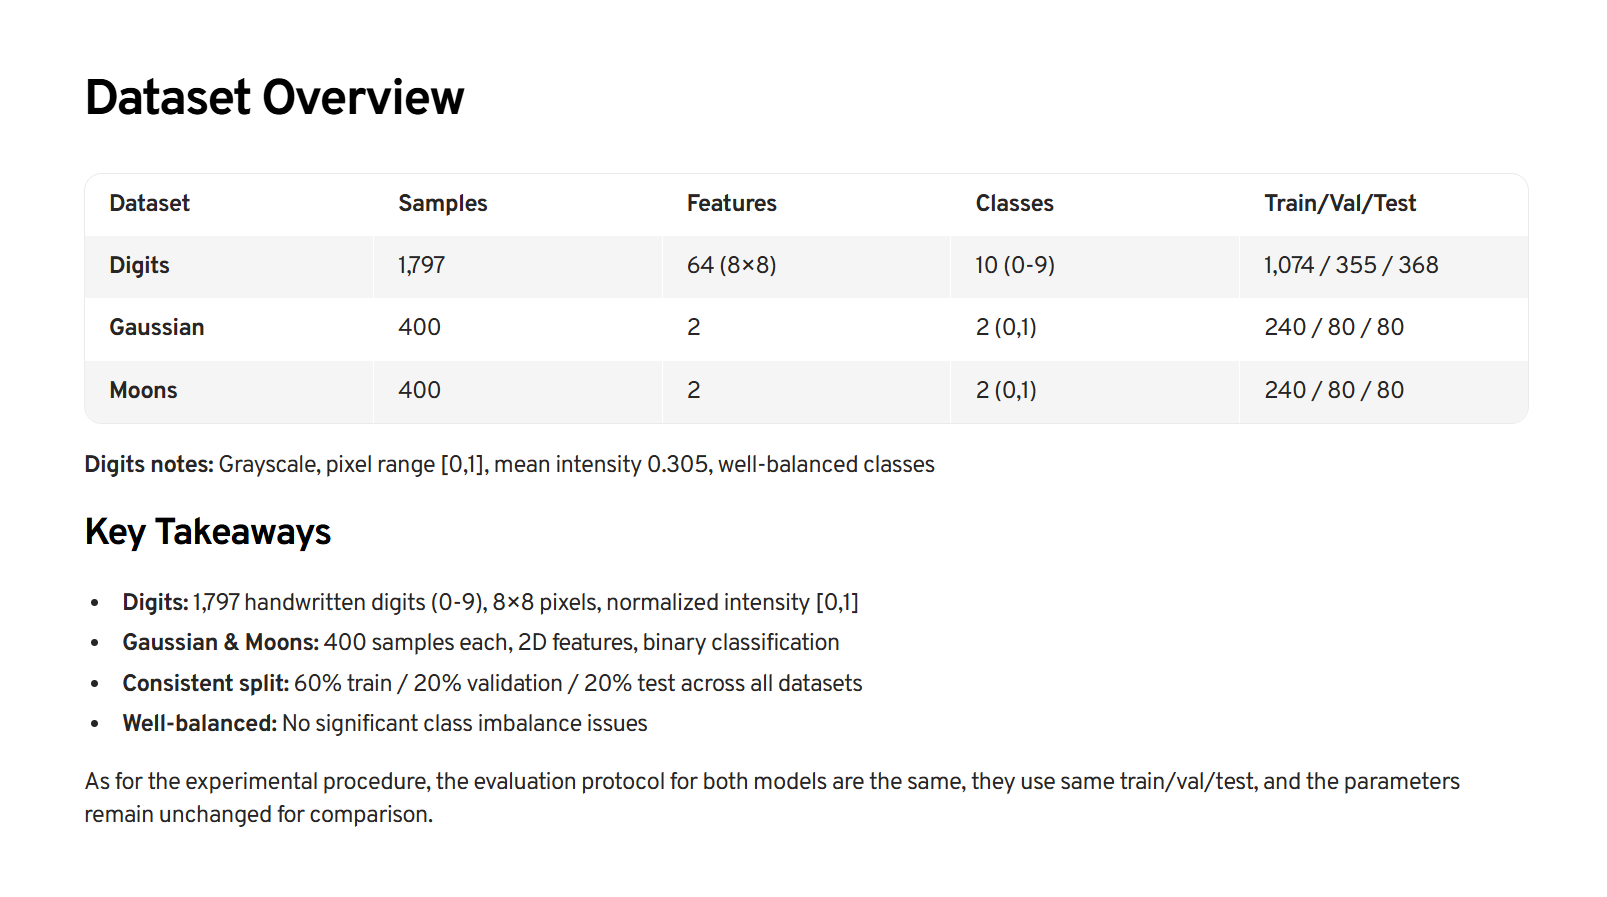 Dataset Overview
Dataset Samples Features Classes Train/Val/Test
Digits 1,797 64 (8×8) 10 (0-9) 1,074 / 355 / 368
Gaussian 400 2 2 (0,1) 240 / 80 / 80
Moons 400 2 2 (0,1) 240 / 80 / 80
Digits notes: Grayscale, pixel range [0,1], mean intensity 0.305, well-balanced classes
Key Takeaways
• Digits: 1,797 handwritten digits (0-9), 8×8 pixels, normalized intensity [0,1]
• Gaussian & Moons: 400 samples each, 2D features, binary classification
• Consistent split: 60% train / 20% validation / 20% test across all datasets
• Well-balanced: No significant class imbalance issues
As for the experimental procedure, the evaluation protocol for both models are the same, they use same train/val/test, and the parameters
remain unchanged for comparison.